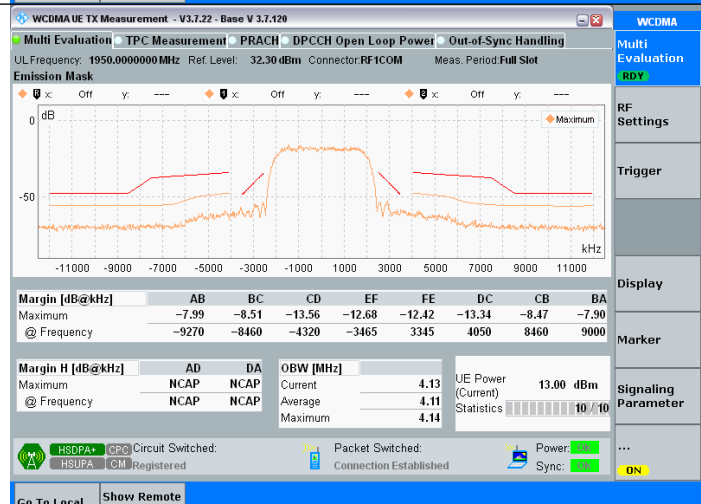 WCDMA UE TX Measurement - V3.7.22 - Base V 3.7.120
WCDMA
Multi Evaluation TPC Measurement PRACH DPCCH Open Loop Power Out-of-Sync Handling
Multi Evaluation
RDY
UL Frequency: 1950.0000000 MHz Ref. Level: 32.30 dBm Connector:RF1COM Meas. Period:Full Slot
Emission Mask
x: Off y: --- x: Off y: --- x: Off y: ---
RF Settings
dB
0
Maximum
Trigger
-50
kHz
-11000 -9000 -7000 -5000 -3000 -1000 1000 3000 5000 7000 9000 11000
Display
Margin [dB@kHz] AB BC CD EF FE DC CB BA
Maximum -7.99 -8.51 -13.56 -12.68 -12.42 -13.34 -8.47 -7.90
@ Frequency -9270 -8460 -4320 -3465 3345 4050 8460 9000
Marker
Margin H [dB@kHz] AD DA
Maximum NCAP NCAP
@ Frequency NCAP NCAP
OBW [MHz]
Current 4.13
Average 4.11
Maximum 4.14
UE Power (Current) 13.00 dBm
Statistics 10 / 10
Signaling Parameter
HSDPA+ CPC Circuit Switched: Packet Switched: Power: OK
HSUPA CM Registered Connection Established Sync: OK
...
ON
Go To Local
Show Remote